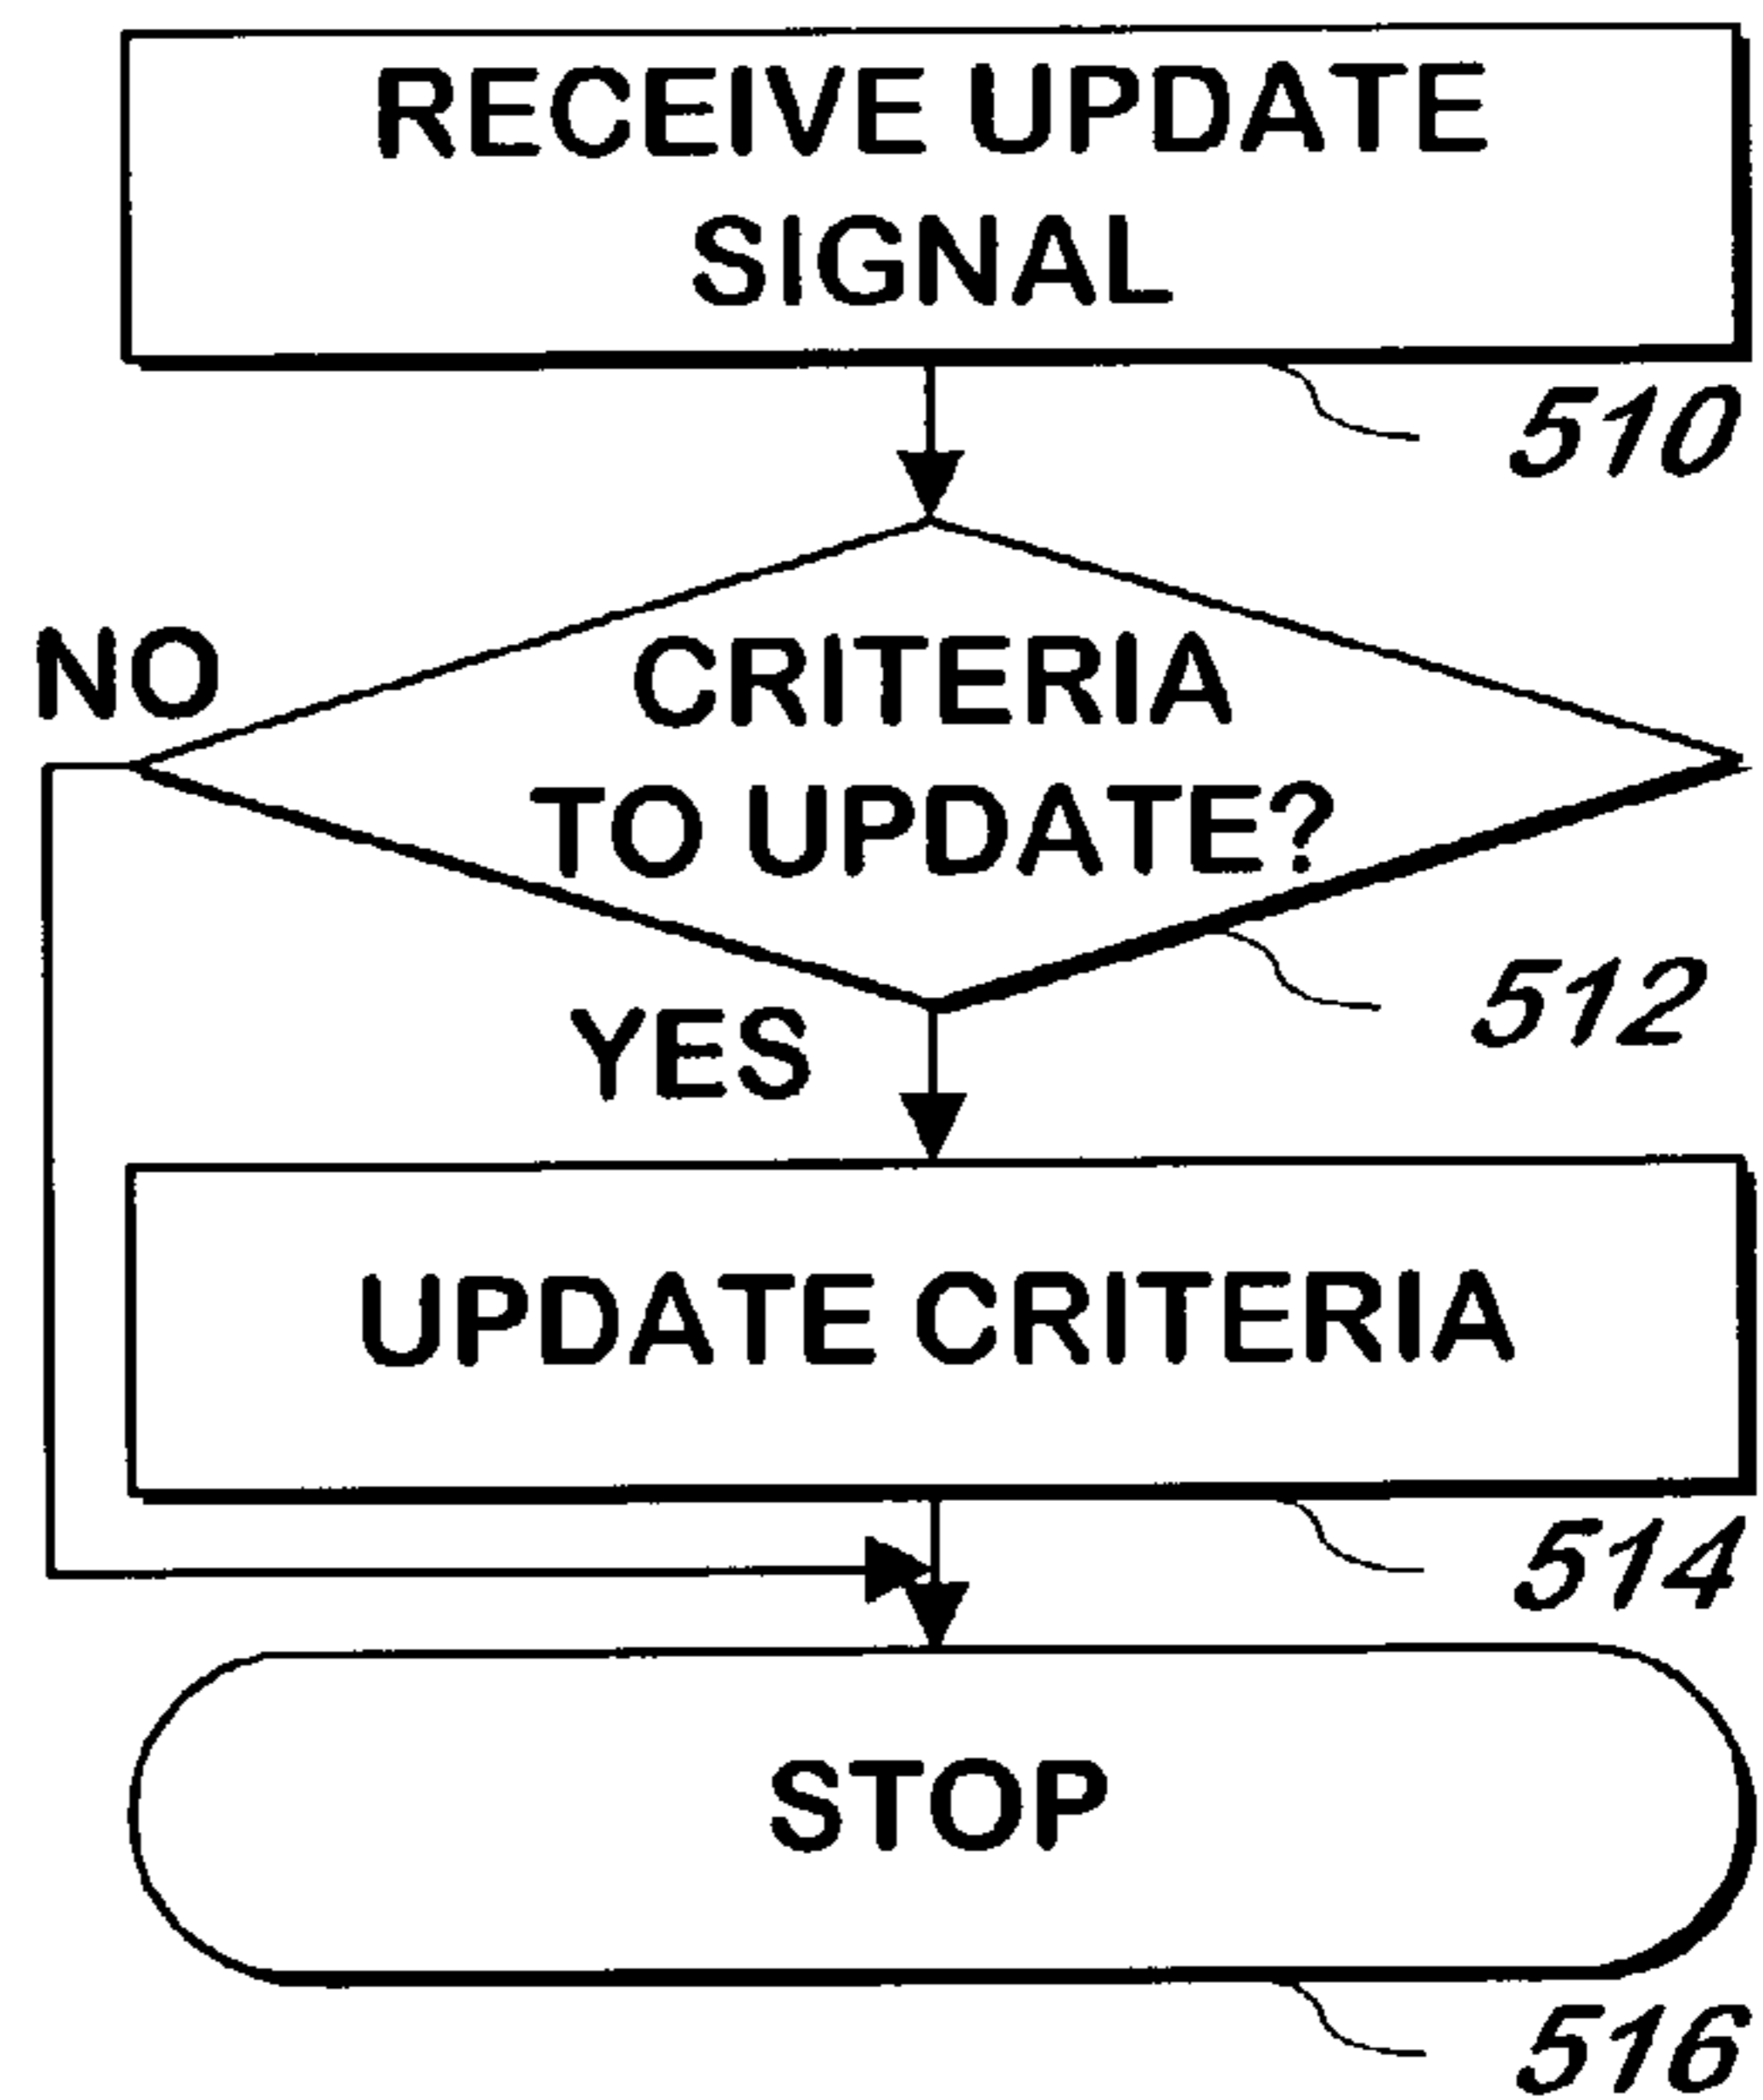 RECEIVE UPDATE
SIGNAL
510
NO
CRITERIA
TO UPDATE?
512
YES
UPDATE CRITERIA
514
STOP
516